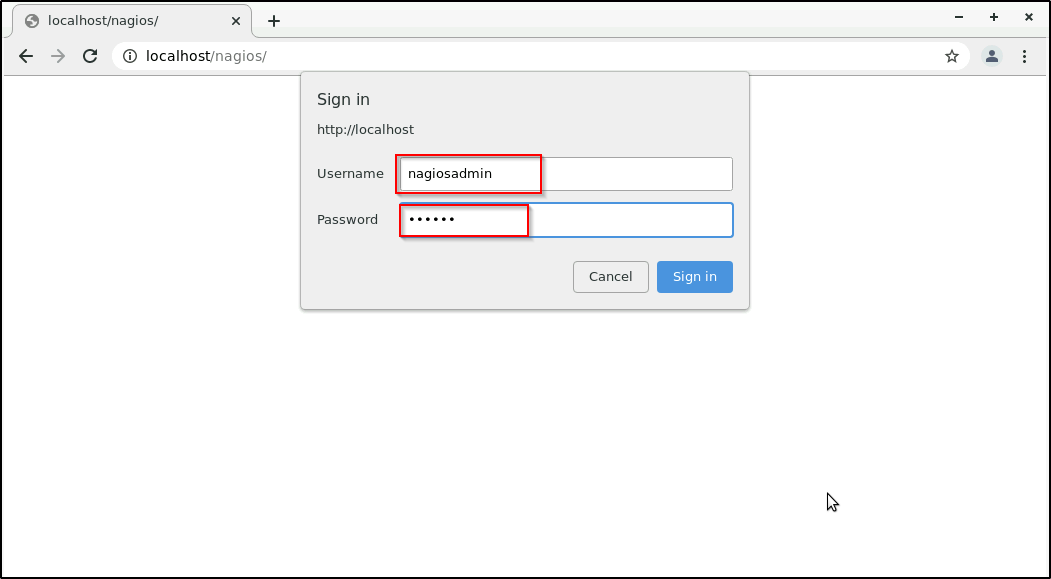 localhost/nagios/
localhost/nagios/
Sign in
http://localhost
Username nagiosadmin
Password ••••••
Cancel Sign in